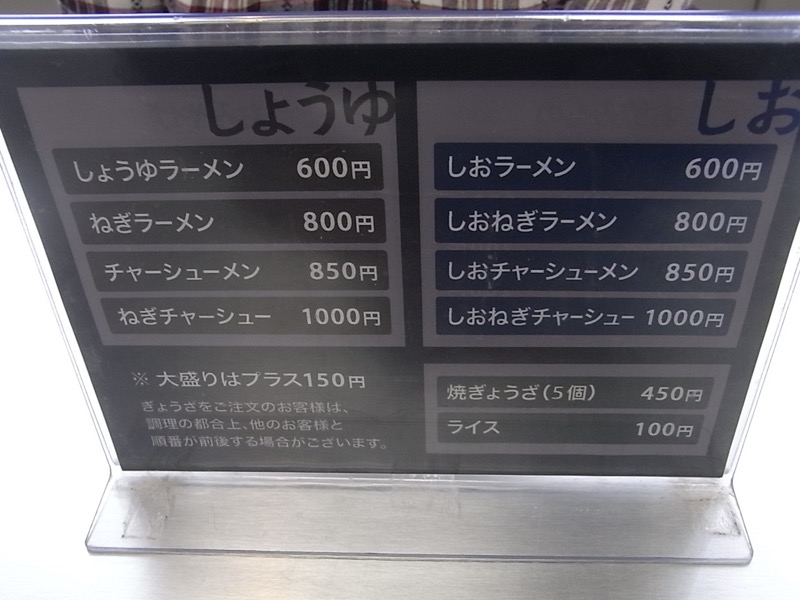 しょうゆ
しょうゆラーメン 600円
ねぎラーメン 800円
チャーシューメン 850円
ねぎチャーシュー 1000円
※ 大盛りはプラス150円
ぎょうざをご注文のお客様は、
調理の都合上、他のお客様と
順番が前後する場合がございます。
しお
しおラーメン 600円
しおねぎラーメン 800円
しおチャーシューメン 850円
しおねぎチャーシュー 1000円
焼ぎょうざ(5個) 450円
ライス 100円